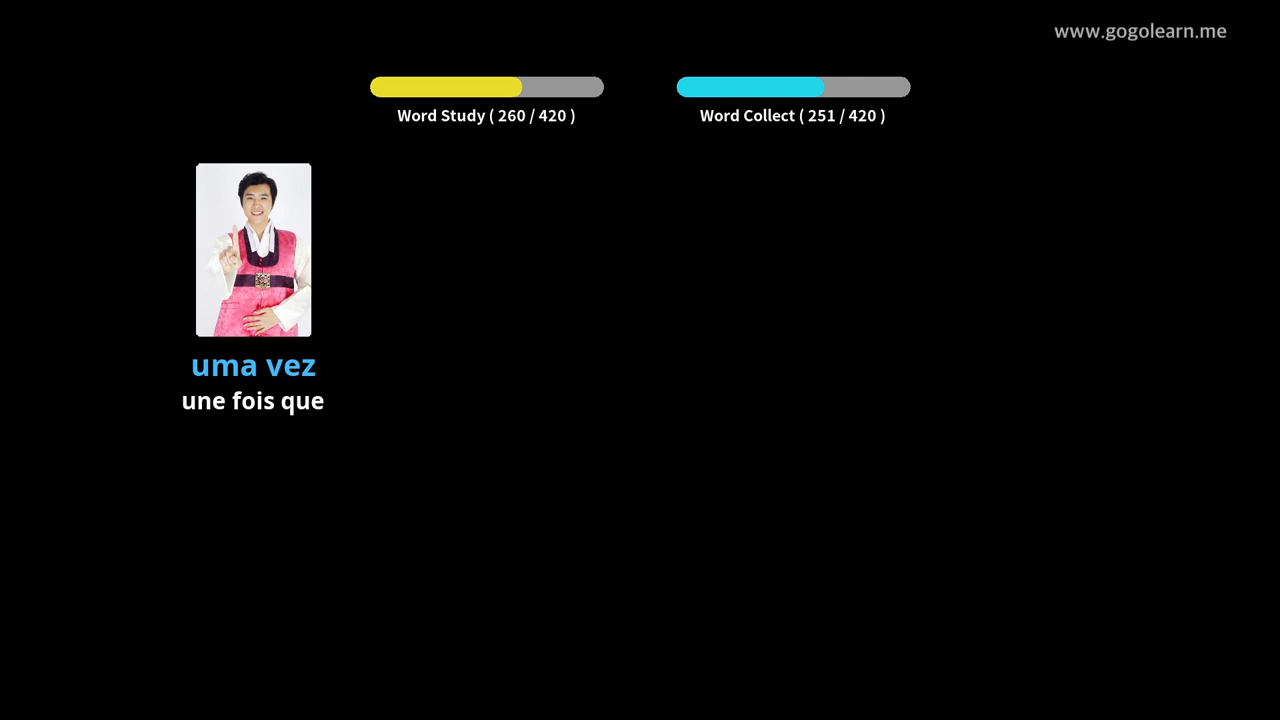 www.gogolearn.me
Word Study ( 260 / 420 )
Word Collect ( 251 / 420 )
uma vez
une fois que